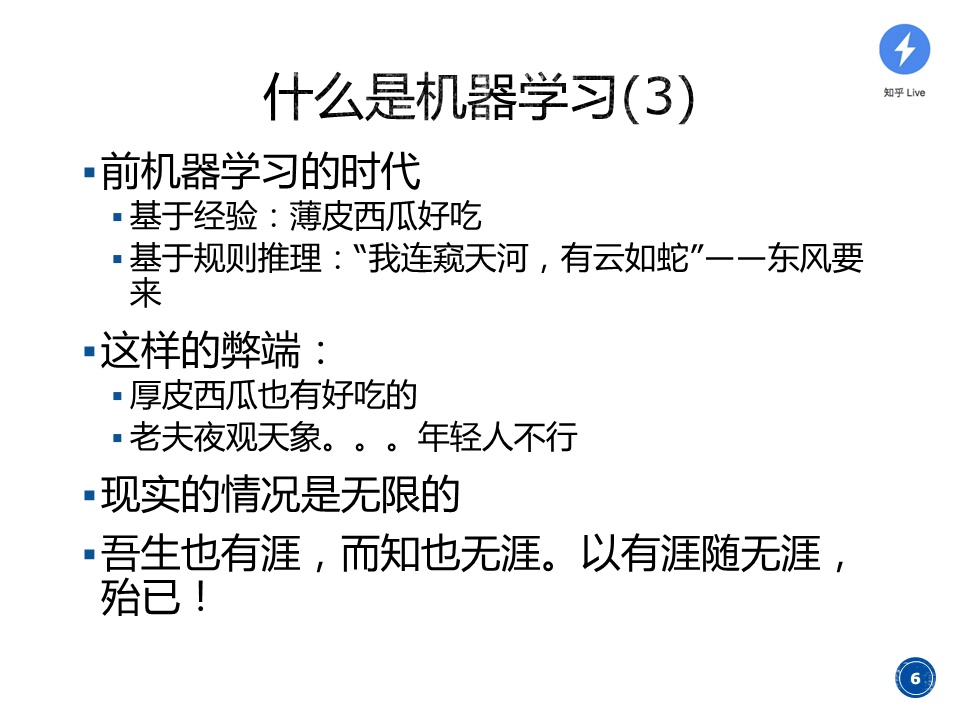 知乎 Live
什么是机器学习(3)
▪前机器学习的时代
▪基于经验：薄皮西瓜好吃
▪基于规则推理：“我连窥天河，有云如蛇”——东风要
来
▪这样的弊端：
▪厚皮西瓜也有好吃的
▪老夫夜观天象。。。年轻人不行
▪现实的情况是无限的
▪吾生也有涯，而知也无涯。以有涯随无涯，
殆已！
6